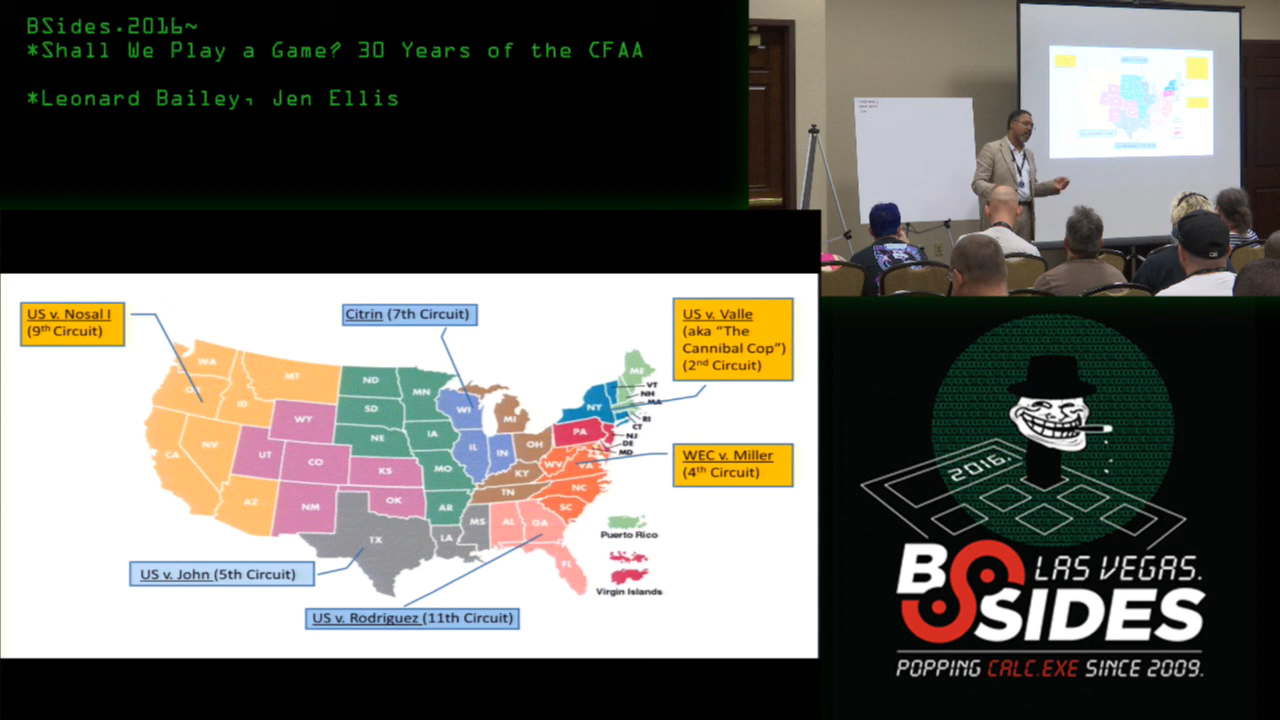 BSides.2016~
*Shall We Play a Game? 30 Years of the CFAA
*Leonard Bailey, Jen Ellis
US v. Nosal I
(9th Circuit)
Citrin (7th Circuit)
US v. Valle
(aka “The
Cannibal Cop”)
(2nd Circuit)
WEC v. Miller
(4th Circuit)
US v. John (5th Circuit)
US v. Rodriguez (11th Circuit)
WA
MT
ND
MN
ME
VT
NH
MA
OR
ID
SD
WI
NY
RI
CT
WY
MI
PA
NJ
DE
MD
NV
NE
IA
IL
IN
OH
CA
UT
CO
KS
MO
WV
VA
KY
NC
AZ
NM
OK
AR
TN
SC
TX
LA
MS
AL
GA
FL
Puerto Rico
Virgin Islands
2016.
BSIDES
LAS VEGAS.
POPPING CALC.EXE SINCE 2009.